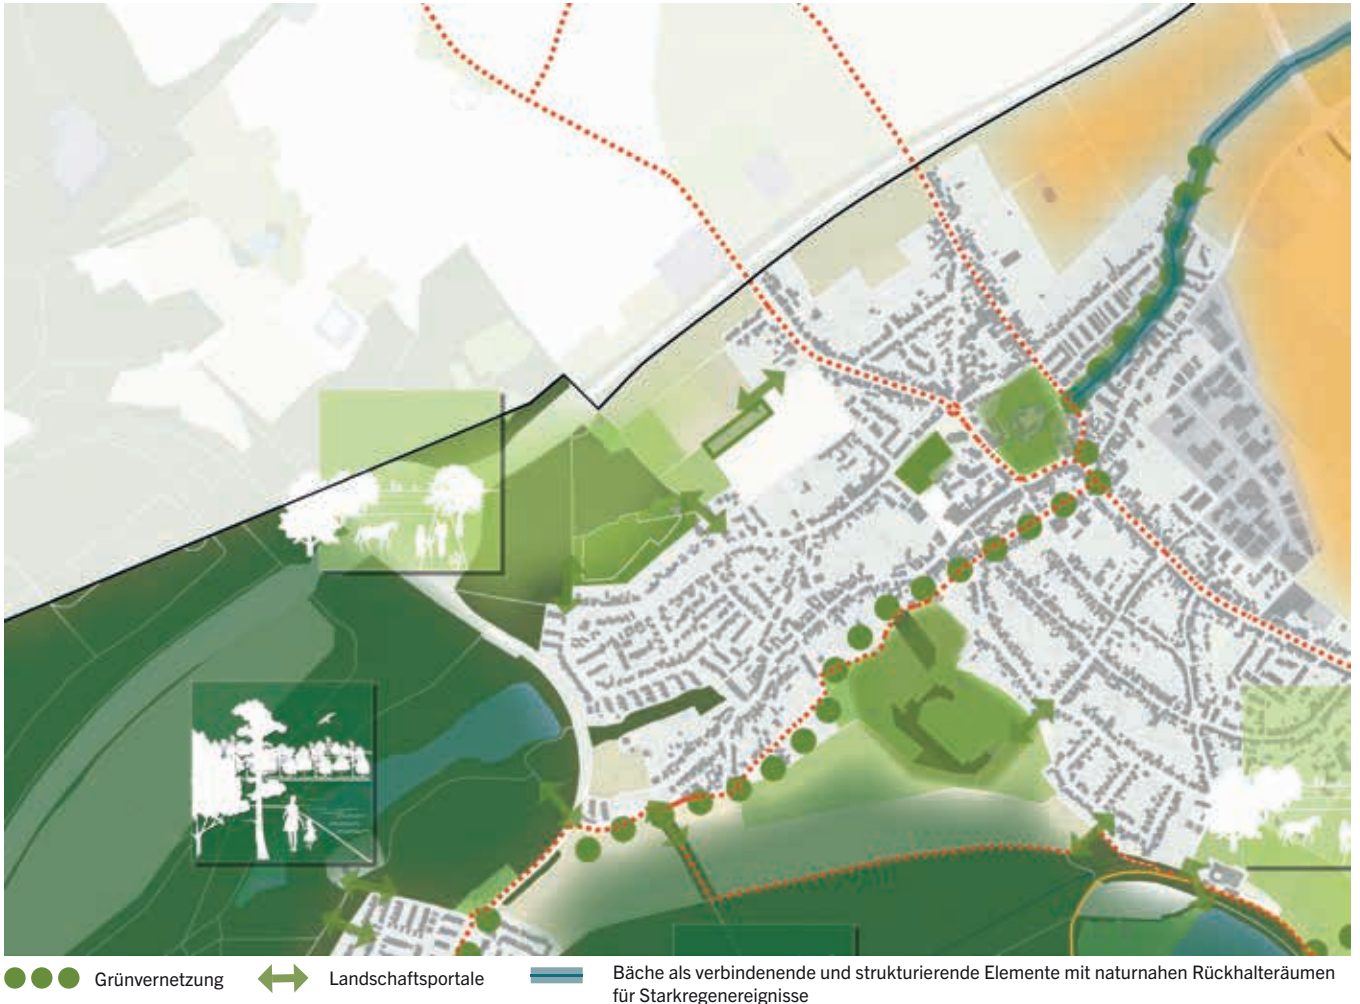 Grünvernetzung
Landschaftsportale
Bäche als verbindenende und strukturierende Elemente mit naturnahen Rückhalteräumen
für Starkregenereignisse